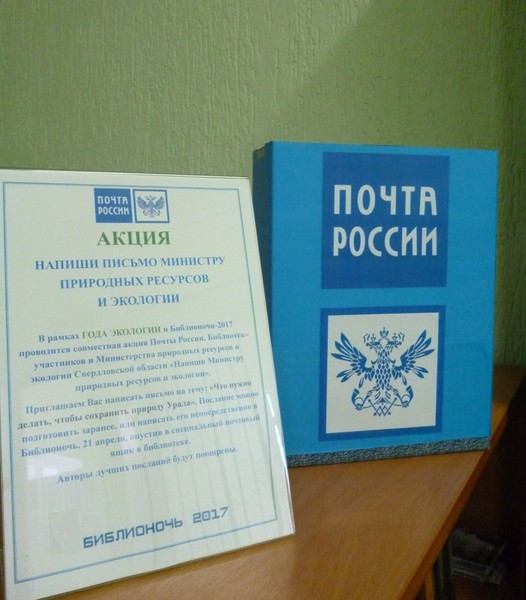 ПОЧТА
РОССИИ
АКЦИЯ
НАПИШИ ПИСЬМО МИНИСТРУ
ПРИРОДНЫХ РЕСУРСОВ
И ЭКОЛОГИИ
В рамках ГОДА ЭКОЛОГИИ и Библионочи-2017
проводится совместная акция Почты России, Библиотек–
участников и Министерства природных ресурсов и
экологии Свердловской области «Напиши Министру
природных ресурсов и экологии».
Приглашаем Вас написать письмо на тему: «Что нужно
делать, чтобы сохранить природу Урала». Послание можно
подготовить заранее, или написать его непосредственно в
Библионочь, 21 апреля, опустив в специальный почтовый
ящик в библиотеке.
Авторы лучших посланий будут поощрены.
БИБЛИОНОЧЬ 2017
ПОЧТА
РОССИИ